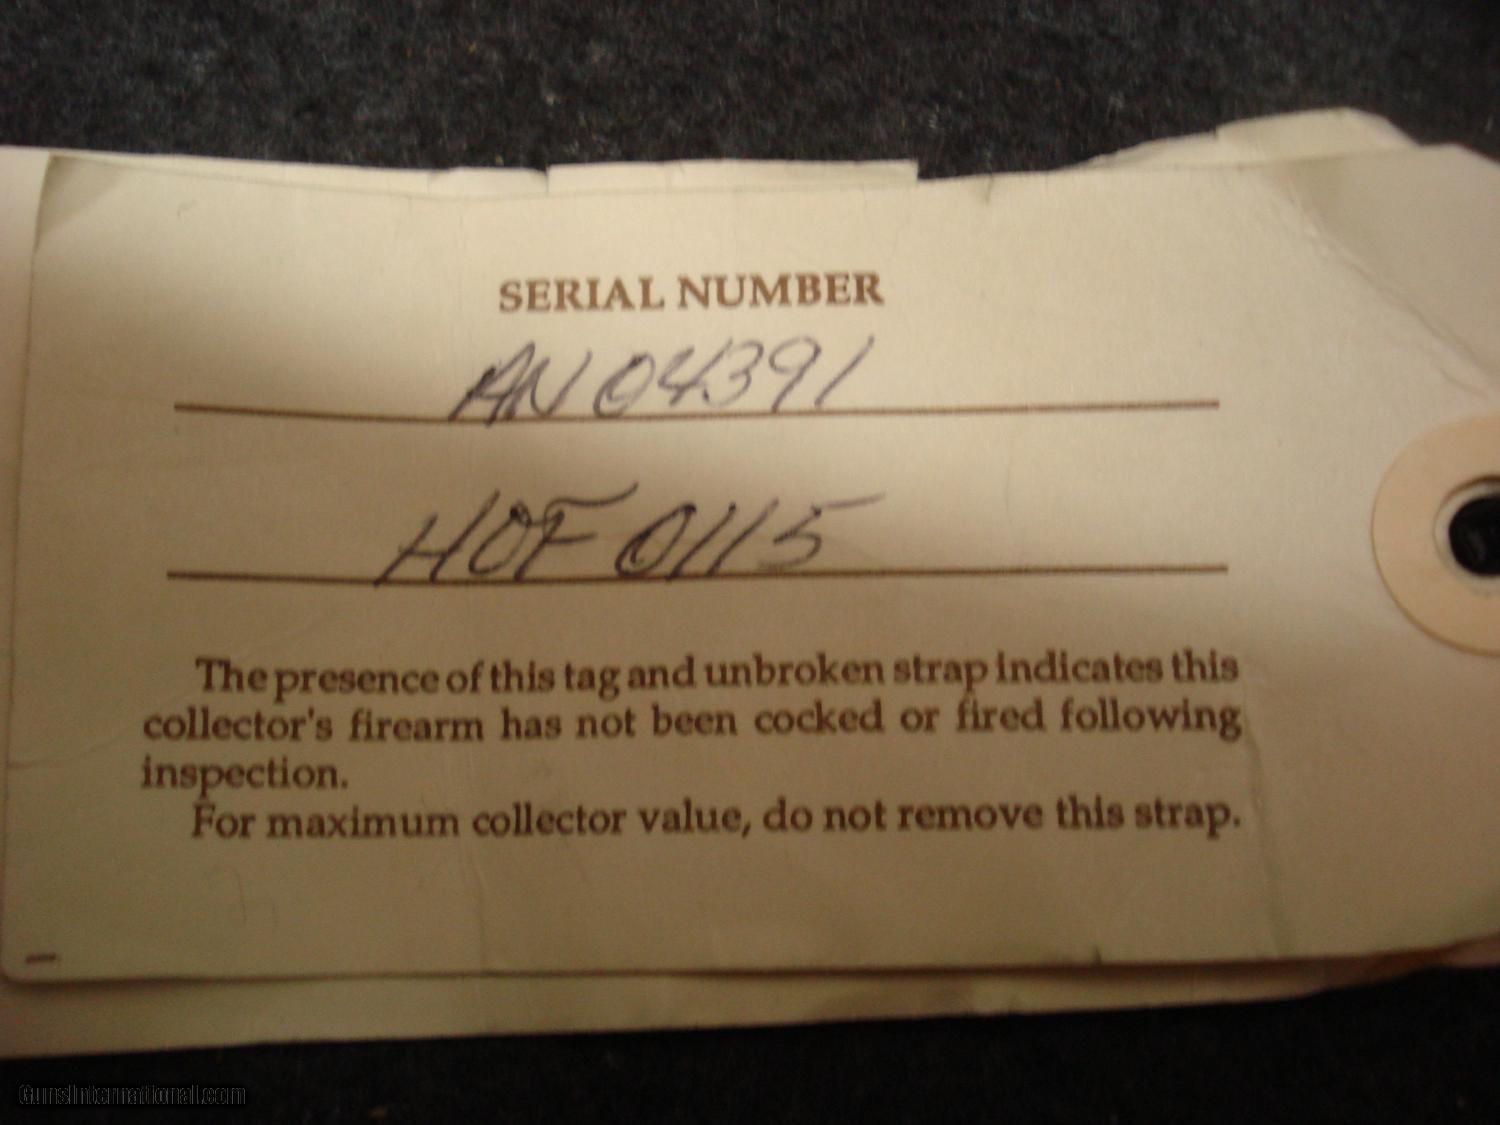 SERIAL NUMBER
AN 04391
HOF 0115
The presence of this tag and unbroken strap indicates this
collector's firearm has not been cocked or fired following
inspection.
For maximum collector value, do not remove this strap.
GunsInternational.com